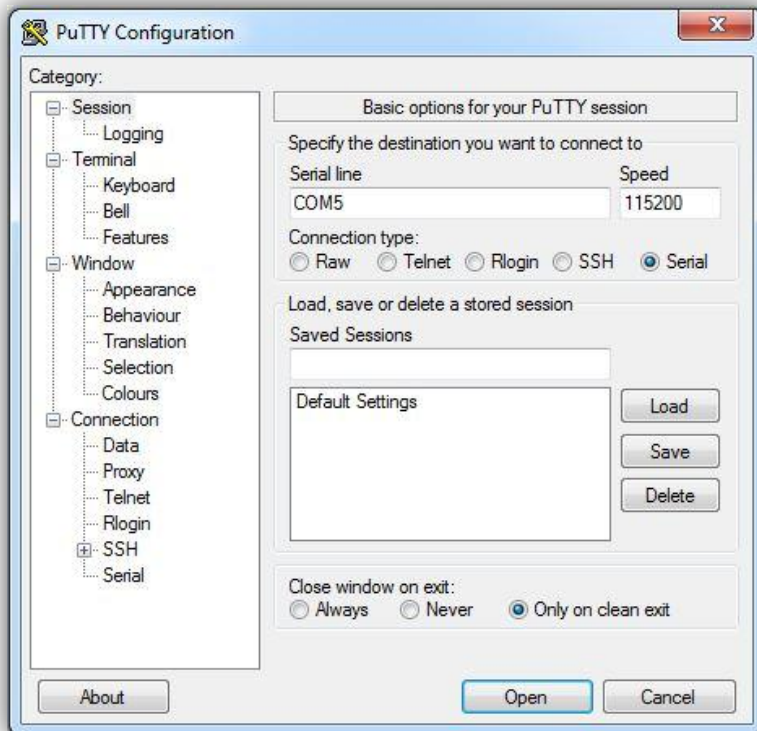 PuTTY Configuration
Category:
Session
Logging
Terminal
Keyboard
Bell
Features
Window
Appearance
Behaviour
Translation
Selection
Colours
Connection
Data
Proxy
Telnet
Rlogin
SSH
Serial
Basic options for your PuTTY session
Specify the destination you want to connect to
Serial line Speed
COM5 115200
Connection type:
Raw Telnet Rlogin SSH Serial
Load, save or delete a stored session
Saved Sessions
Default Settings
Load
Save
Delete
Close window on exit:
Always Never Only on clean exit
About Open Cancel